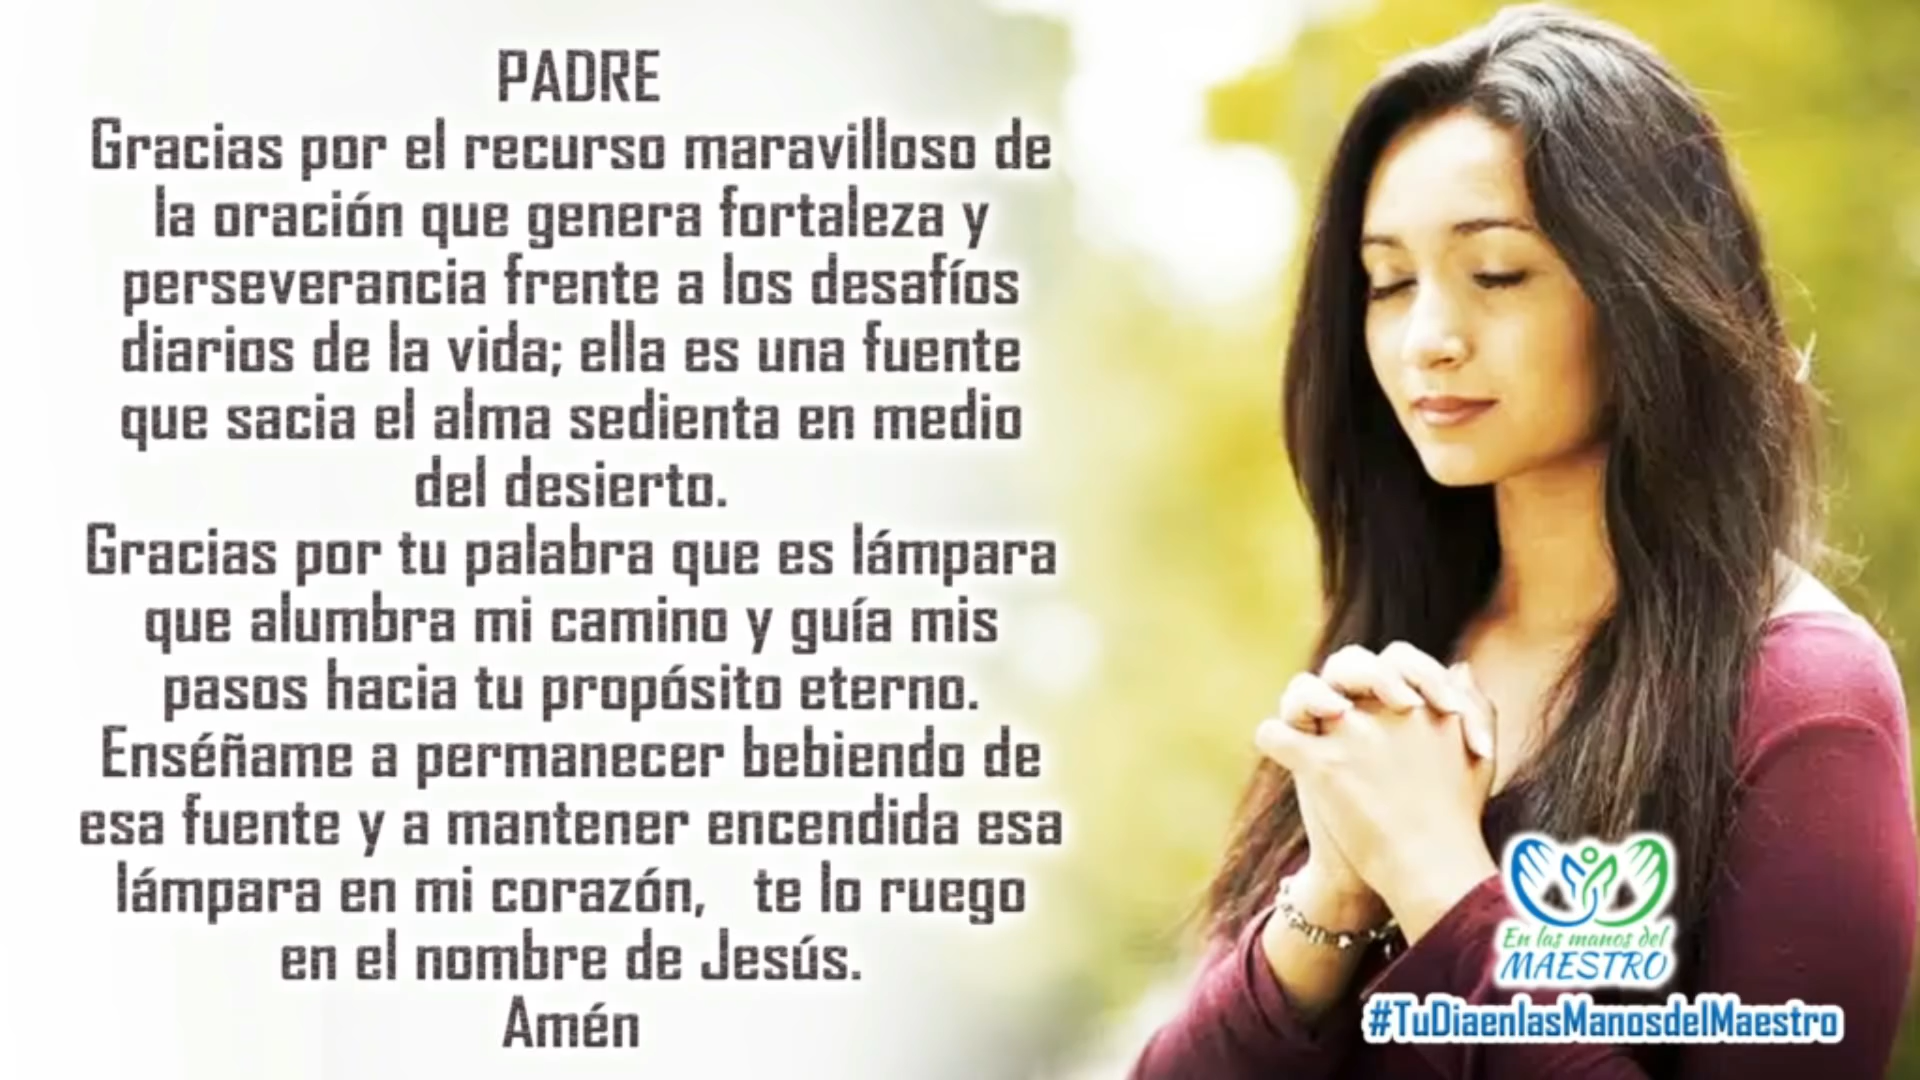 PADRE
Gracias por el recurso maravilloso de
la oración que genera fortaleza y
perseverancia frente a los desafíos
diarios de la vida; ella es una fuente
que sacia el alma sedienta en medio
del desierto.
Gracias por tu palabra que es lámpara
que alumbra mi camino y guía mis
pasos hacia tu propósito eterno.
Enséñame a permanecer bebiendo de
esa fuente y a mantener encendida esa
lámpara en mi corazón, te lo ruego
en el nombre de Jesús.
Amén
En las manos del
MAESTRO
#TuDiaenlasManosdelMaestro